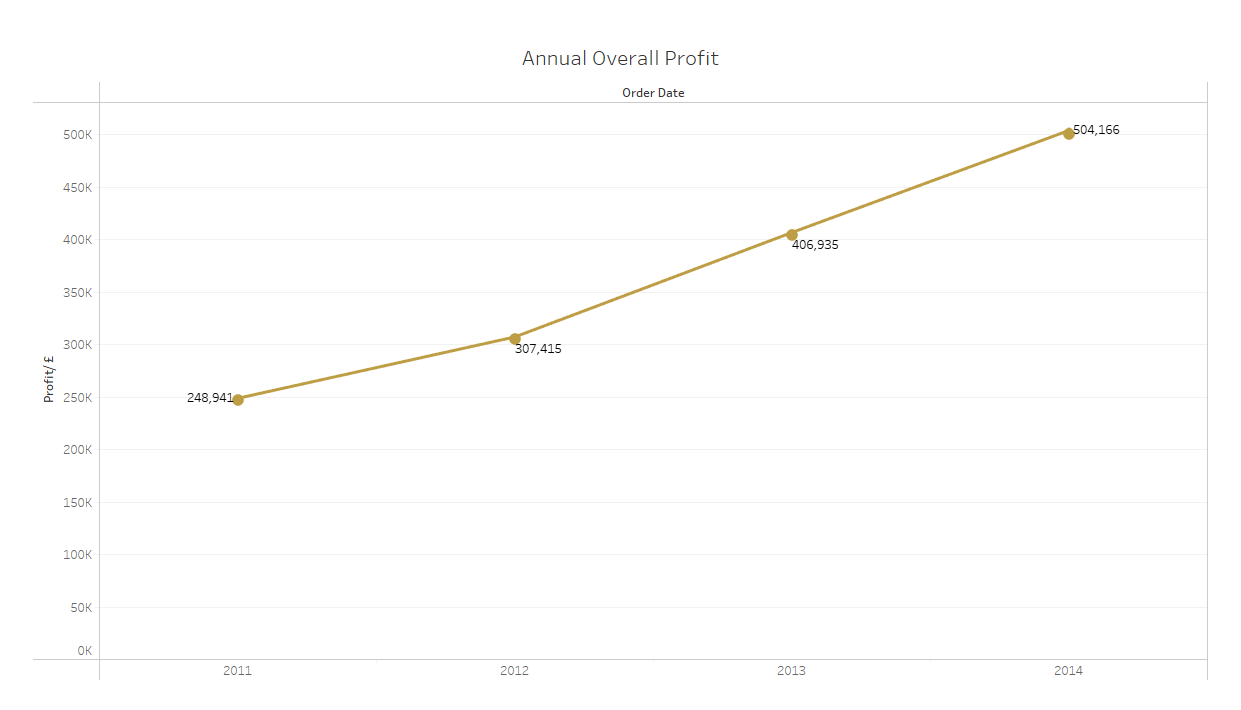 Annual Overall Profit
Order Date
500K
450K
400K
350K
300K
250K
200K
150K
100K
50K
0K
Profit/ £
248,941
307,415
406,935
504,166
2011
2012
2013
2014